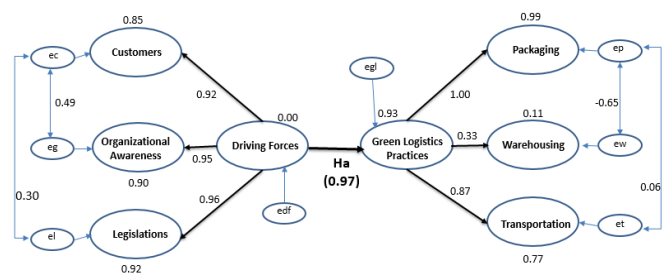 0.85
0.99
ec
Customers
Packaging
ep
egl
0.49
0.92
1.00
-0.65
0.00
0.93
0.11
eg
Organizational
Awareness
0.95
Driving Forces
Ha
(0.97)
Green Logistics
Practices
0.33
Warehousing
ew
0.90
0.30
0.96
0.87
0.06
edf
el
Legislations
Transportation
et
0.92
0.77